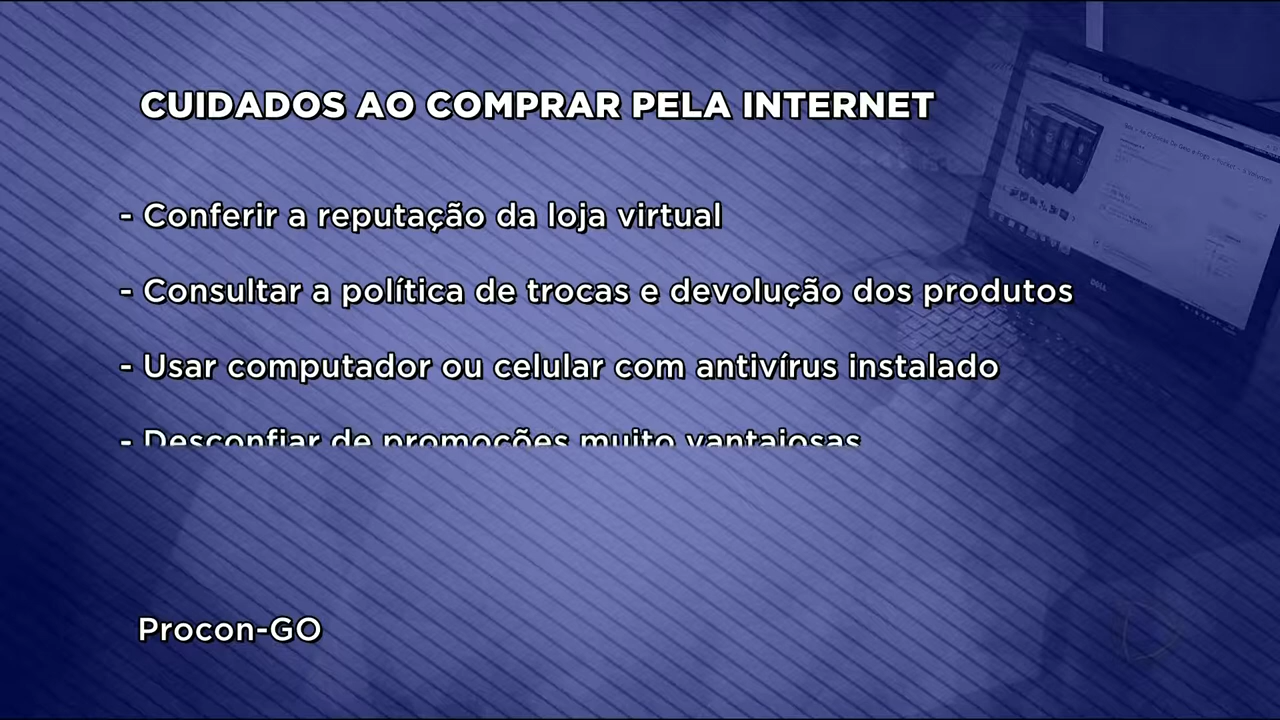 CUIDADOS AO COMPRAR PELA INTERNET
- Conferir a reputação da loja virtual
- Consultar a política de trocas e devolução dos produtos
- Usar computador ou celular com antivírus instalado
- Desconfiar de promoções muito vantajosas
Procon-GO
DELL